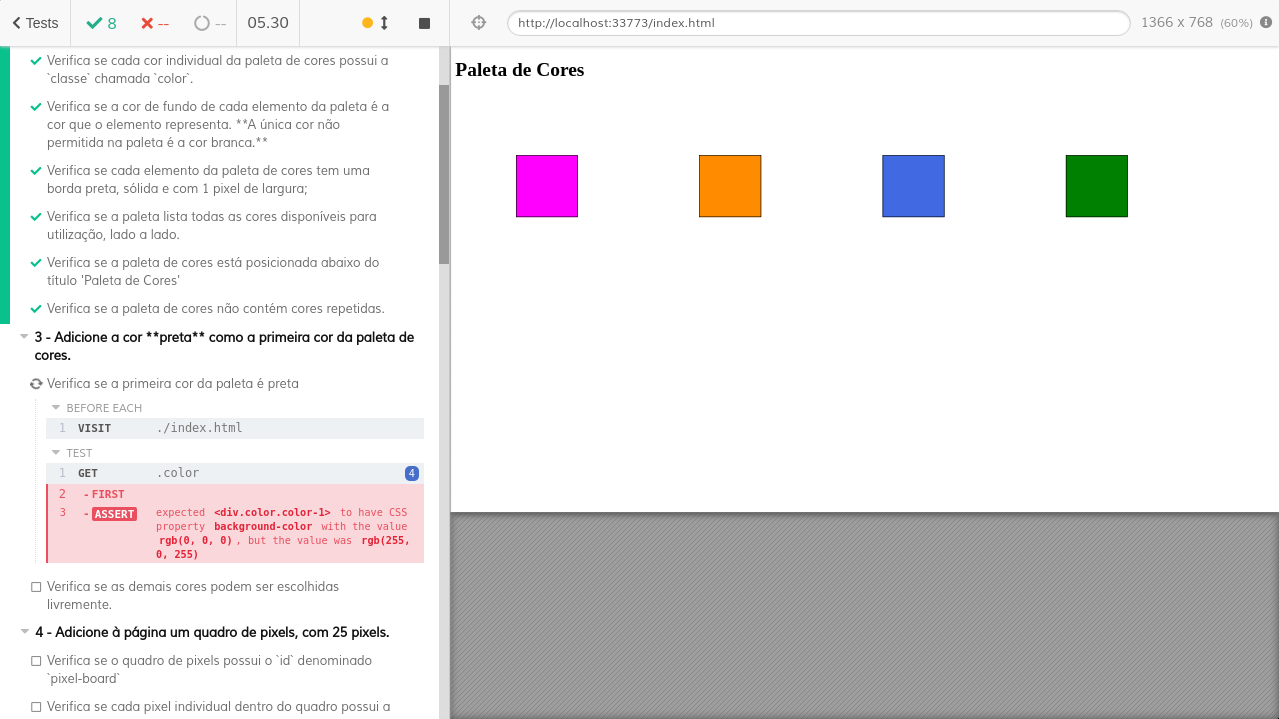 Tests 8 -- -- 05.30
http://localhost:33773/index.html 1366 x 768 (60%)
Verifica se cada cor individual da paleta de cores possui a
`classe` chamada `color`.
Verifica se a cor de fundo de cada elemento da paleta é a
cor que o elemento representa. **A única cor não
permitida na paleta é a cor branca.**
Verifica se cada elemento da paleta de cores tem uma
borda preta, sólida e com 1 pixel de largura;
Verifica se a paleta lista todas as cores disponíveis para
utilização, lado a lado.
Verifica se a paleta de cores está posicionada abaixo do
título 'Paleta de Cores'
Verifica se a paleta de cores não contém cores repetidas.
3 - Adicione a cor **preta** como a primeira cor da paleta de
cores.
Verifica se a primeira cor da paleta é preta
BEFORE EACH
1 VISIT ./index.html
TEST
1 GET .color 4
2 - FIRST
3 - ASSERT expected <div.color.color-1> to have CSS
property background-color with the value
rgb(0, 0, 0) , but the value was rgb(255,
0, 255)
Verifica se as demais cores podem ser escolhidas
livremente.
4 - Adicione à página um quadro de pixels, com 25 pixels.
Verifica se o quadro de pixels possui o `id` denominado
`pixel-board`
Verifica se cada pixel individual dentro do quadro possui a
Paleta de Cores